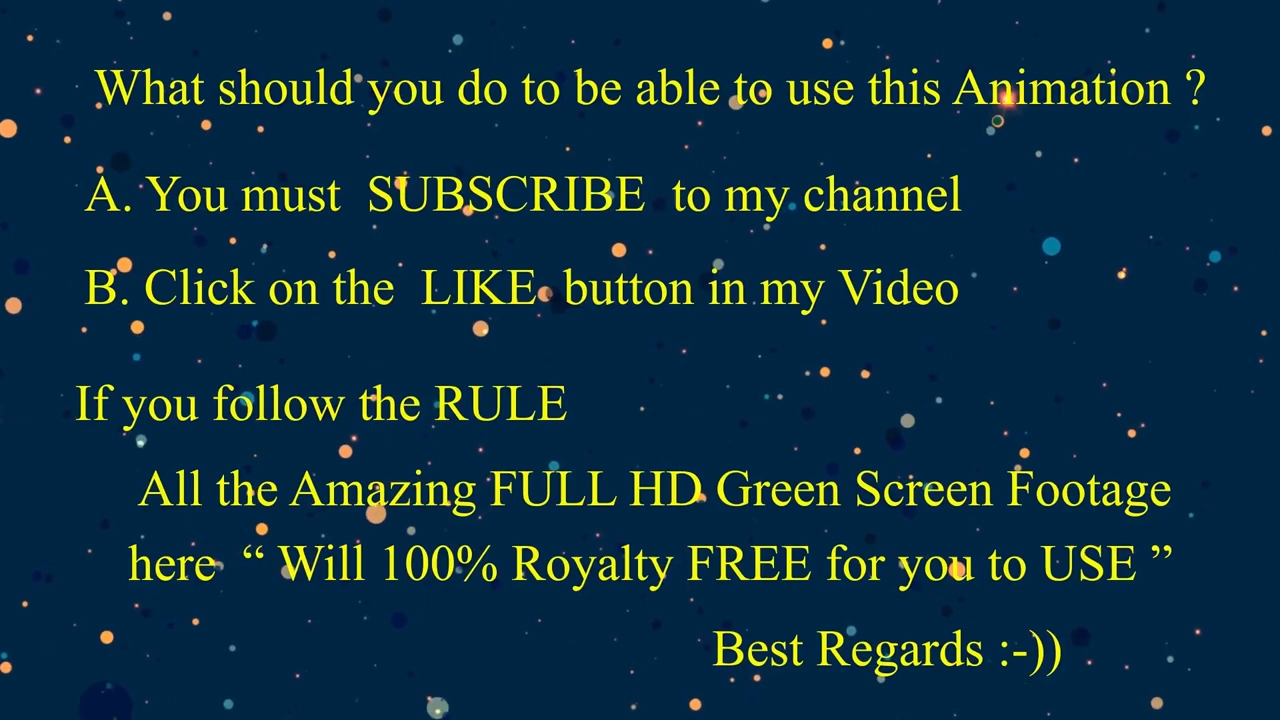 What should you do to be able to use this Animation ?
A. You must SUBSCRIBE to my channel
B. Click on the LIKE button in my Video
If you follow the RULE
All the Amazing FULL HD Green Screen Footage
here “ Will 100% Royalty FREE for you to USE ”
Best Regards :-))